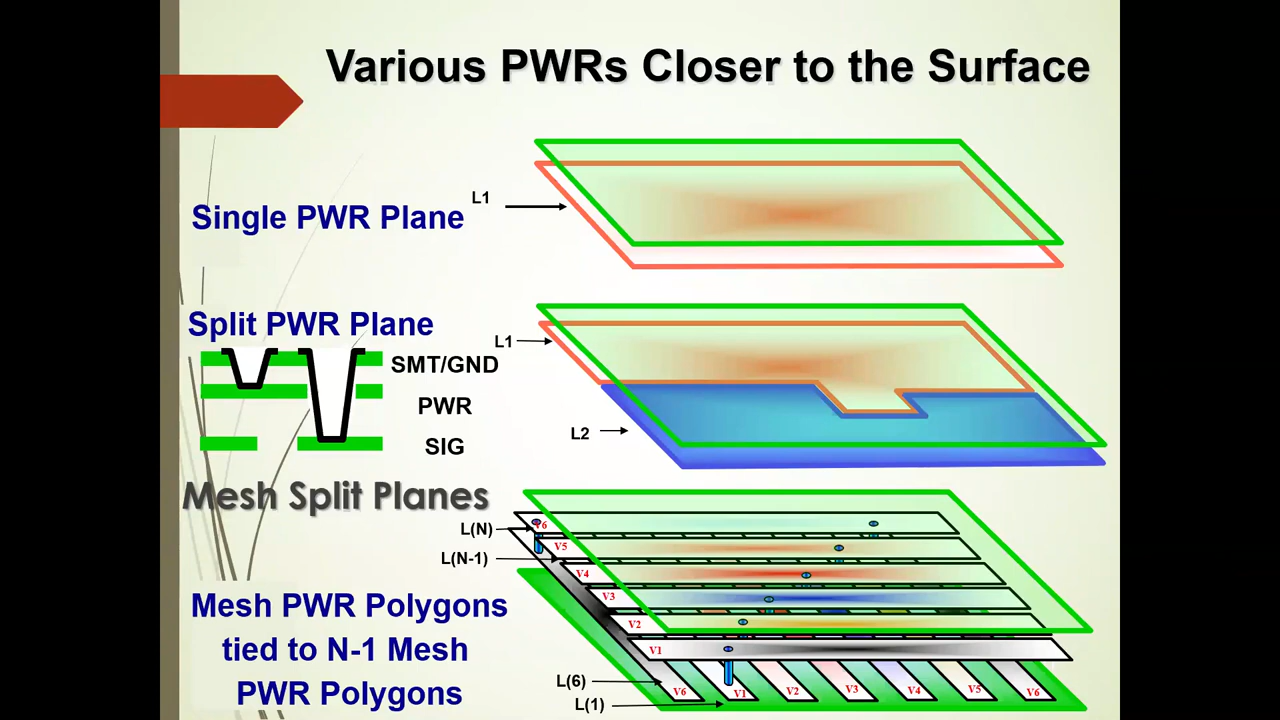 Various PWRs Closer to the Surface
Single PWR Plane
L1
Split PWR Plane
L1
SMT/GND
PWR
SIG
L2
Mesh Split Planes
L(N)
L(N-1)
Mesh PWR Polygons
tied to N-1 Mesh
PWR Polygons
V6
V5
V4
V3
V2
V1
L(6)
L(1)
V6 V1 V2 V3 V4 V5 V6